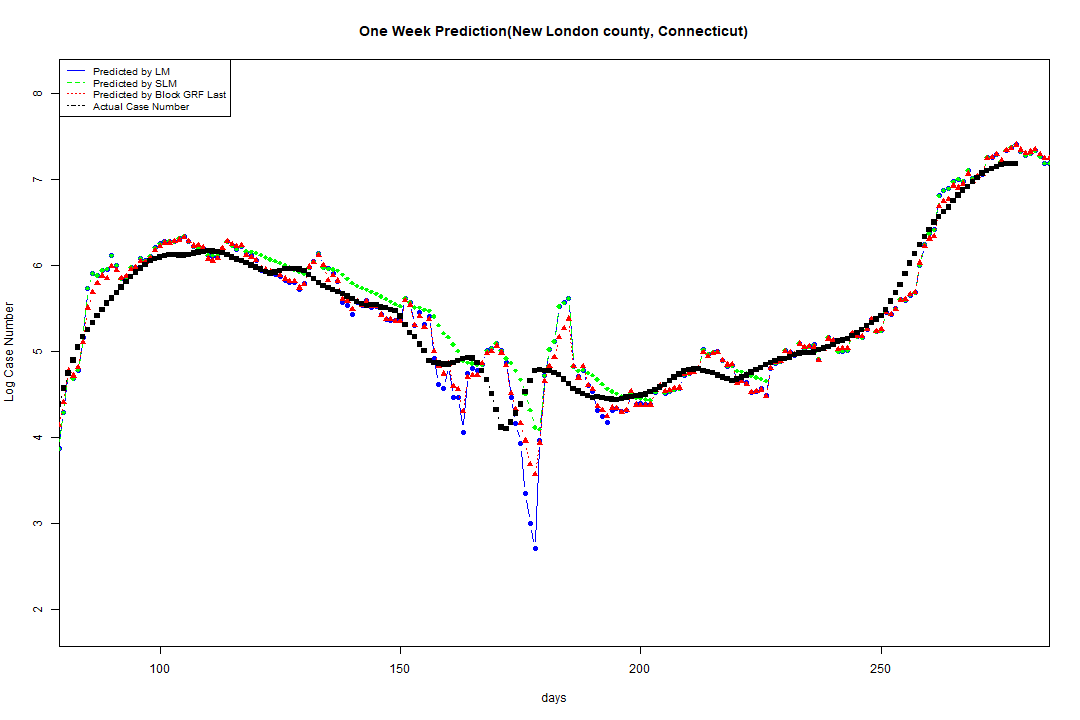 One Week Prediction(New London county, Connecticut)
Predicted by LM
Predicted by SLM
Predicted by Block GRF Last
Actual Case Number
Log Case Number
8
7
6
5
4
3
2
100 150 200 250
days